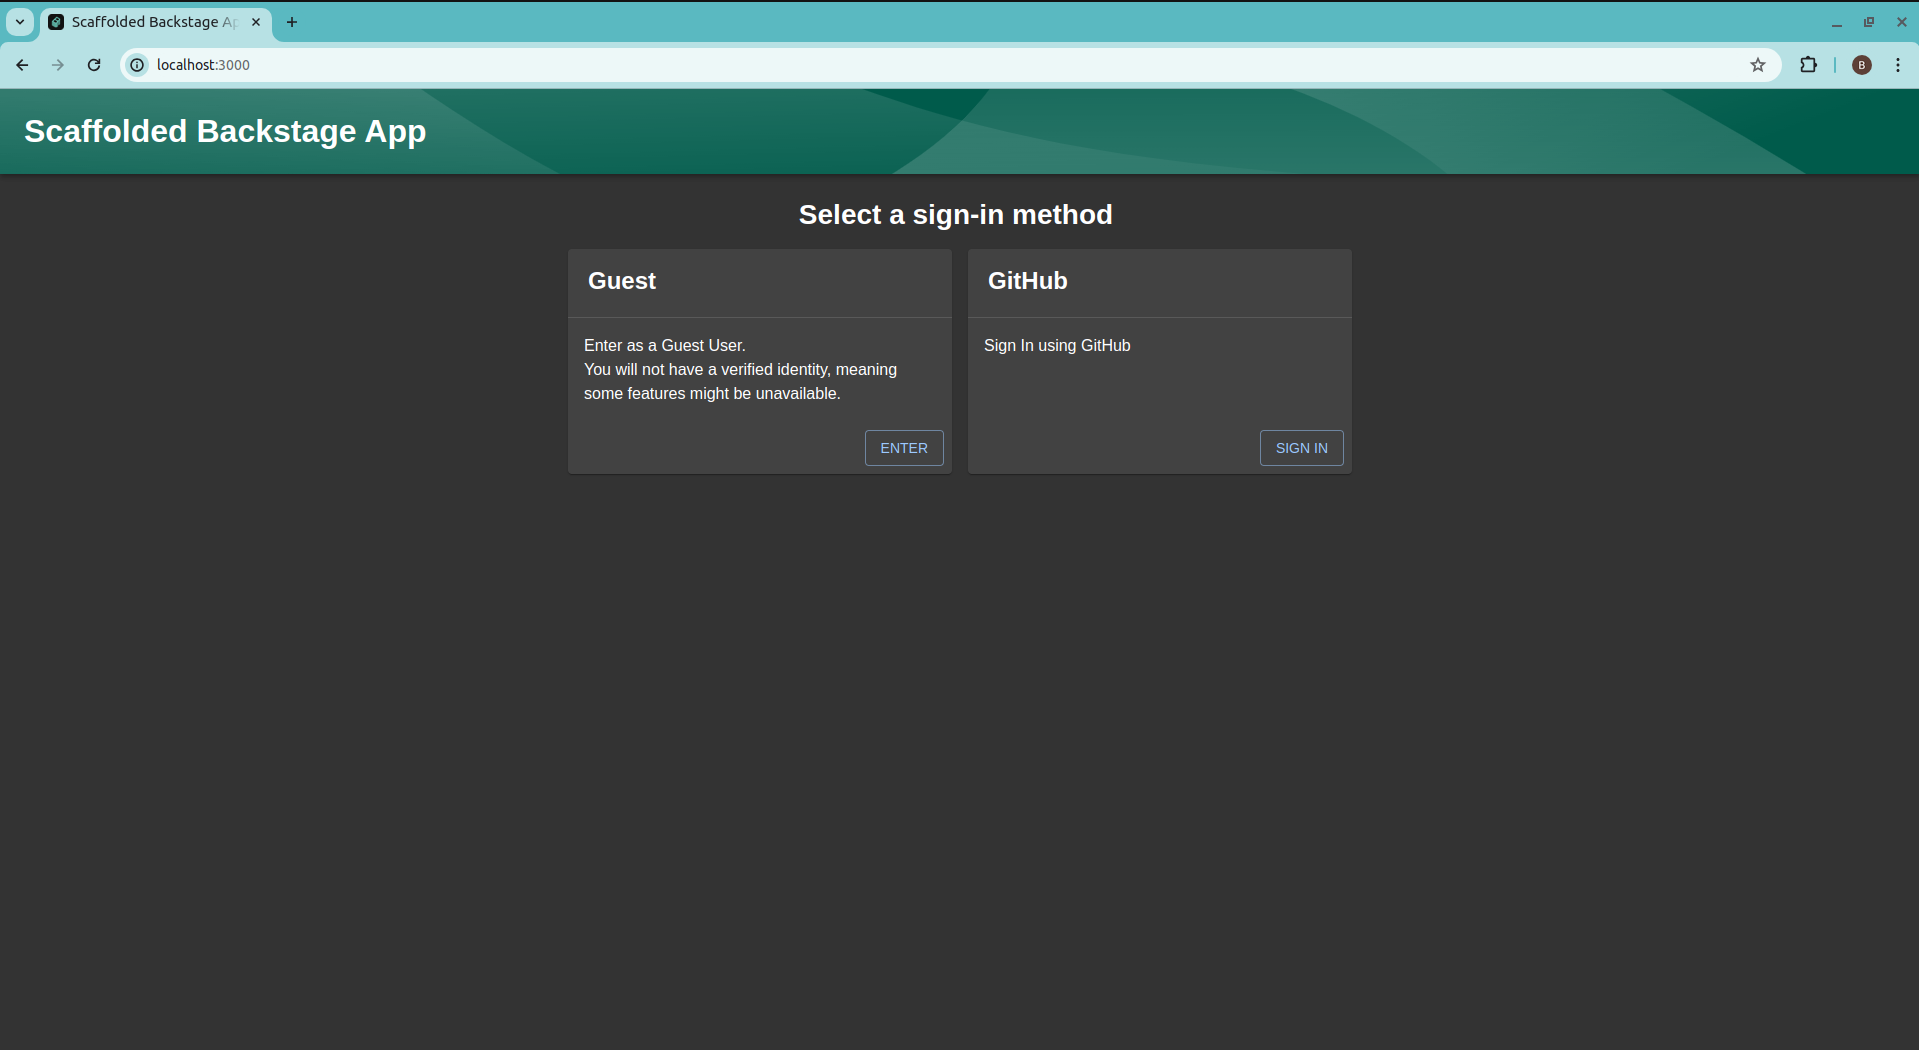 Scaffolded Backstage Ap
localhost:3000
B
Scaffolded Backstage App
Select a sign-in method
Guest
Enter as a Guest User.
You will not have a verified identity, meaning
some features might be unavailable.
ENTER
GitHub
Sign In using GitHub
SIGN IN